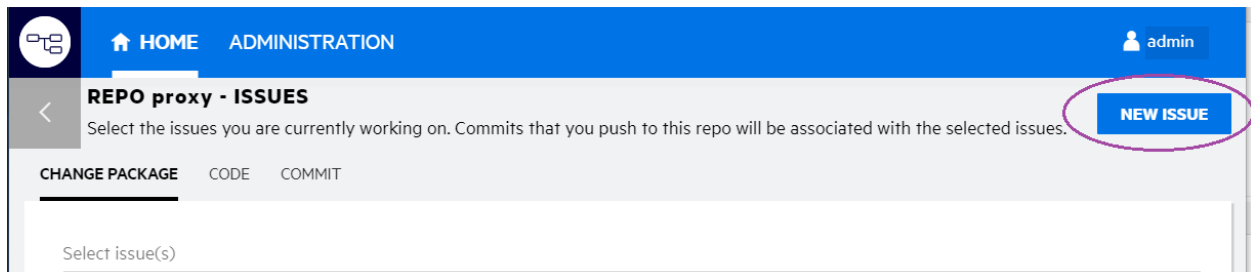 HOME ADMINISTRATION admin
REPO proxy - ISSUES
Select the issues you are currently working on. Commits that you push to this repo will be associated with the selected issues.
NEW ISSUE
CHANGE PACKAGE CODE COMMIT
Select issue(s)